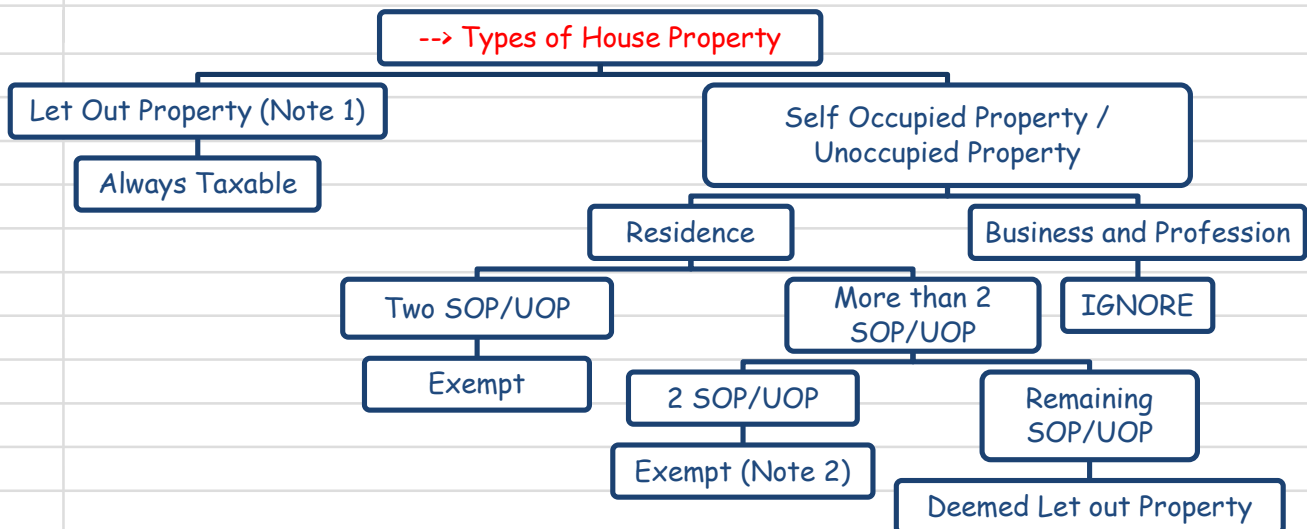 --> Types of House Property
Let Out Property (Note 1)
Self Occupied Property /
Unoccupied Property
Always Taxable
Residence
Business and Profession
Two SOP/UOP
More than 2
SOP/UOP
IGNORE
Exempt
2 SOP/UOP
Remaining
SOP/UOP
Exempt (Note 2)
Deemed Let out Property